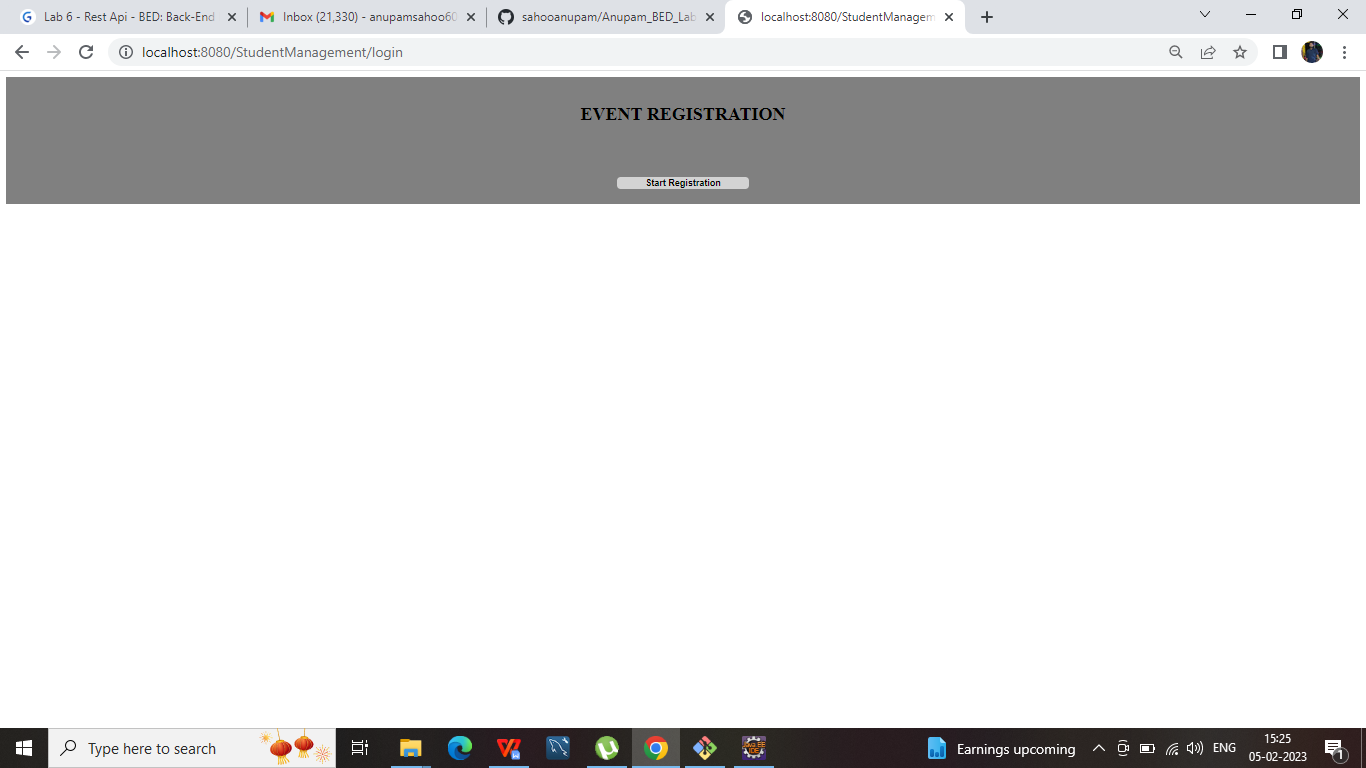 Lab 6 - Rest Api - BED: Back-End
Inbox (21,330) - anupamsahoo60
sahooanupam/Anupam_BED_Lab
localhost:8080/StudentManagem
localhost:8080/StudentManagement/login
EVENT REGISTRATION
Start Registration
Type here to search
Earnings upcoming
ENG
15:25
05-02-2023
1